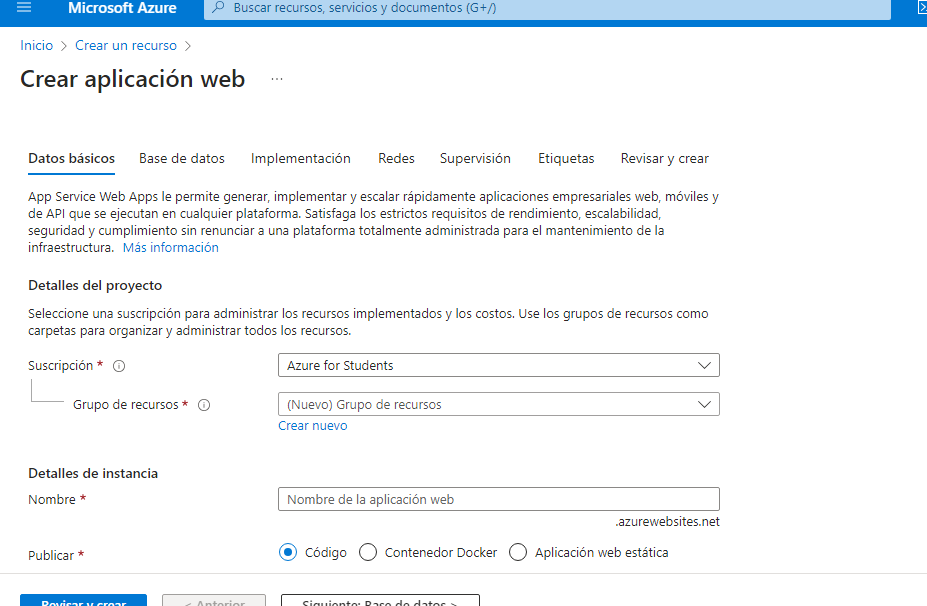 Microsoft Azure
Buscar recursos, servicios y documentos (G+/)
Inicio > Crear un recurso >
Crear aplicación web ...
Datos básicos Base de datos Implementación Redes Supervisión Etiquetas Revisar y crear
App Service Web Apps le permite generar, implementar y escalar rápidamente aplicaciones empresariales web, móviles y
de API que se ejecutan en cualquier plataforma. Satisfaga los estrictos requisitos de rendimiento, escalabilidad,
seguridad y cumplimiento sin renunciar a una plataforma totalmente administrada para el mantenimiento de la
infraestructura. Más información
Detalles del proyecto
Seleccione una suscripción para administrar los recursos implementados y los costos. Use los grupos de recursos como
carpetas para organizar y administrar todos los recursos.
Suscripción * Azure for Students
Grupo de recursos * (Nuevo) Grupo de recursos
Crear nuevo
Detalles de instancia
Nombre * Nombre de la aplicación web
.azurewebsites.net
Publicar * Código Contenedor Docker Aplicación web estática
Revisar y crear < Anterior Siguiente: Base de datos >